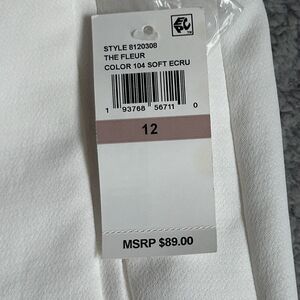 STYLE 8120308
THE FLEUR
COLOR 104 SOFT ECRU
1 93768 56711 0
12
MSRP $89.00